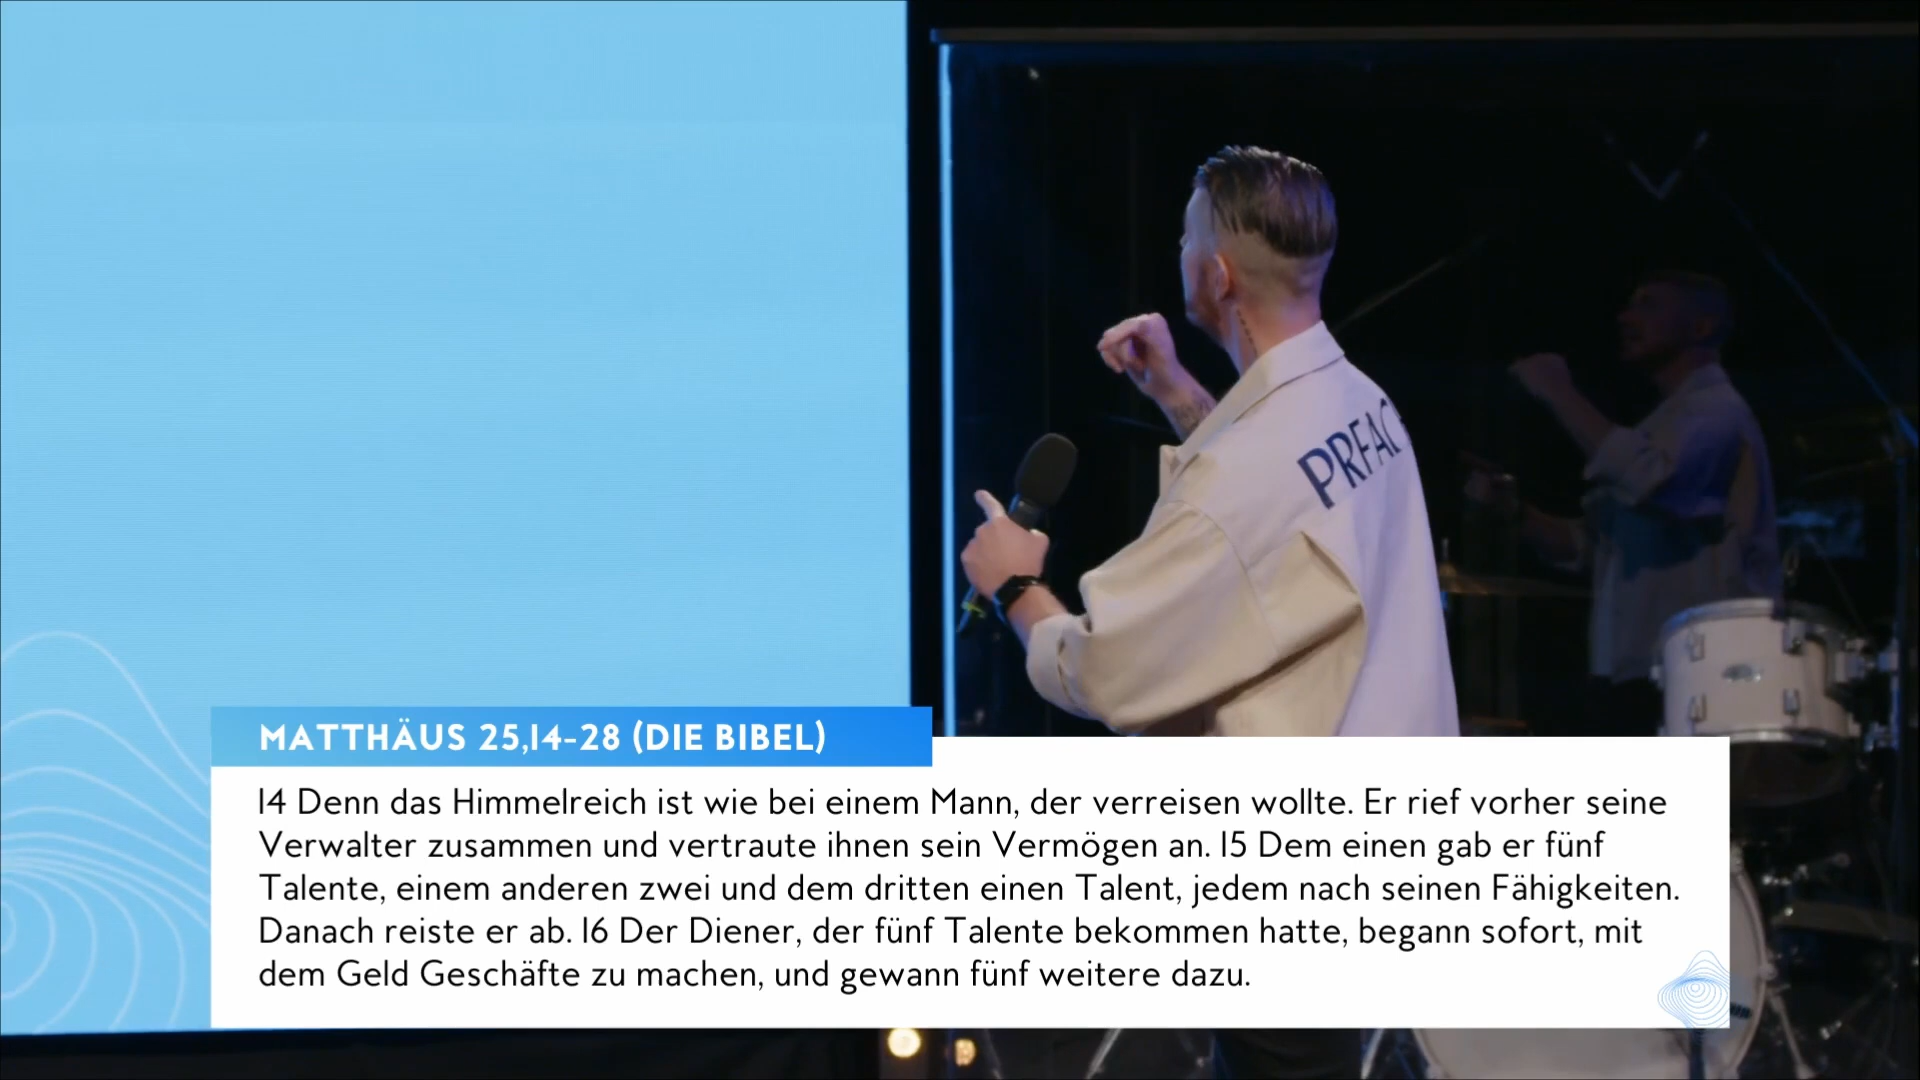 PRFAC
MATTHÄUS 25,14-28 (DIE BIBEL)
14 Denn das Himmelreich ist wie bei einem Mann, der verreisen wollte. Er rief vorher seine
Verwalter zusammen und vertraute ihnen sein Vermögen an. 15 Dem einen gab er fünf
Talente, einem anderen zwei und dem dritten einen Talent, jedem nach seinen Fähigkeiten.
Danach reiste er ab. 16 Der Diener, der fünf Talente bekommen hatte, begann sofort, mit
dem Geld Geschäfte zu machen, und gewann fünf weitere dazu.